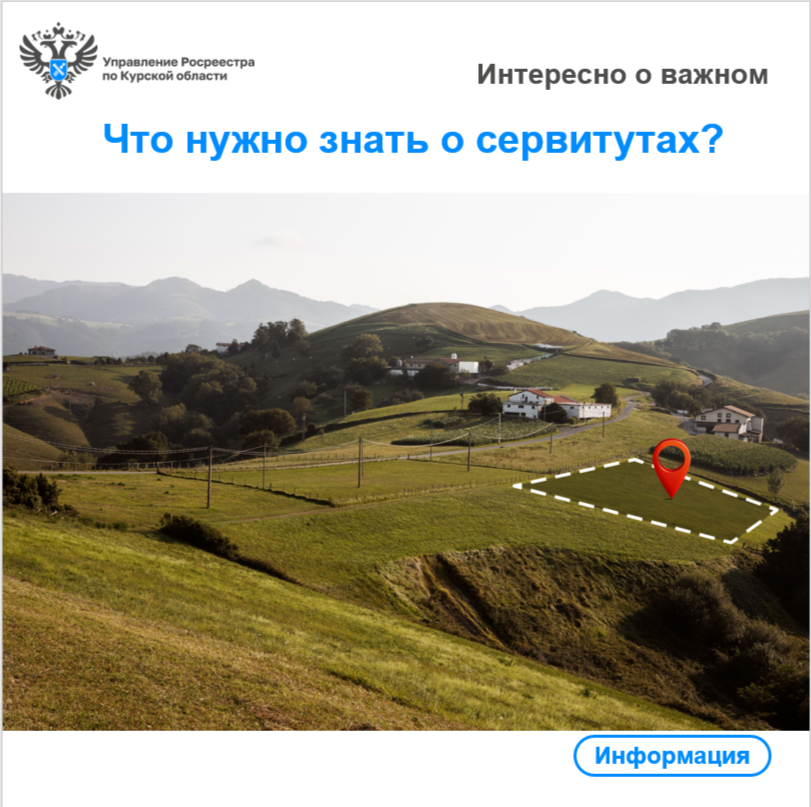 Управление Росреестра
по Курской области
Интересно о важном
Что нужно знать о сервитутах?
Информация